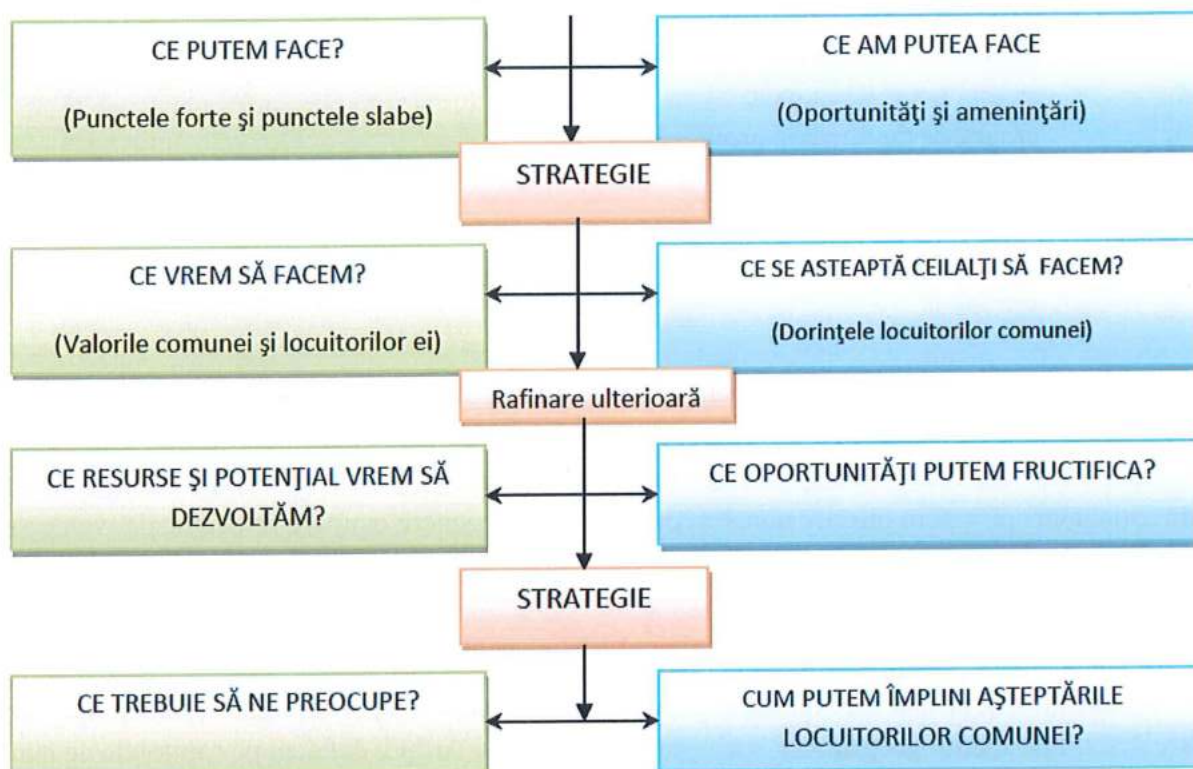 CE PUTEM FACE?
(Punctele forte şi punctele slabe)
CE AM PUTEA FACE
(Oportunităţi şi ameninţări)
STRATEGIE
CE VREM SĂ FACEM?
(Valorile comunei şi locuitorilor ei)
CE SE ASTEAPTĂ CEILALŢI SĂ FACEM?
(Dorinţele locuitorilor comunei)
Rafinare ulterioară
CE RESURSE ŞI POTENŢIAL VREM SĂ
DEZVOLTĂM?
CE OPORTUNITĂŢI PUTEM FRUCTIFICA?
STRATEGIE
CE TREBUIE SĂ NE PREOCUPE?
CUM PUTEM ÎMPLINI AŞTEPTĂRILE
LOCUITORILOR COMUNEI?